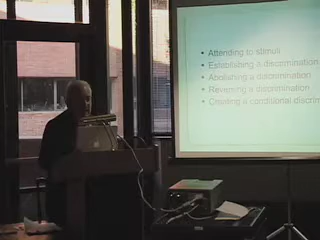 • Attending to stimuli
• Establishing a discrimination
• Abolishing a discrimination
• Reversing a discrimination
• Creating a conditional discrim